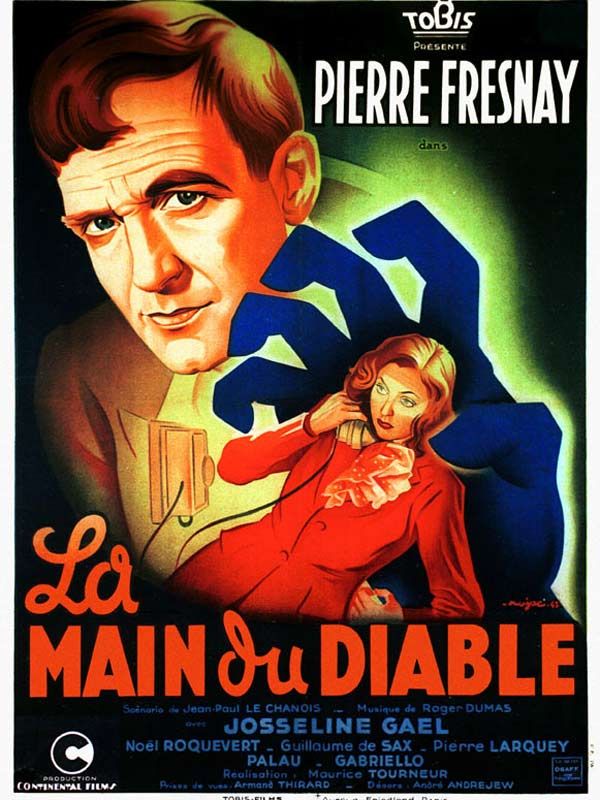 TOBIS
PRÉSENTE
PIERRE FRESNAY
dans
La
MAIN du DIABLE
Scénario de Jean-Paul LE CHANOIS - Musique de Roger DUMAS
avec JOSSELINE GAEL
Noël ROQUEVERT - Guillaume de SAX - Pierre LARQUEY
PALAU - GABRIELLO
Réalisation : Maurice TOURNEUR
Prises de vues : Armand THIRARD - Décors : André ANDREJEW
C
PRODUCTION
CONTINENTAL FILMS
TOBIS-FILMS